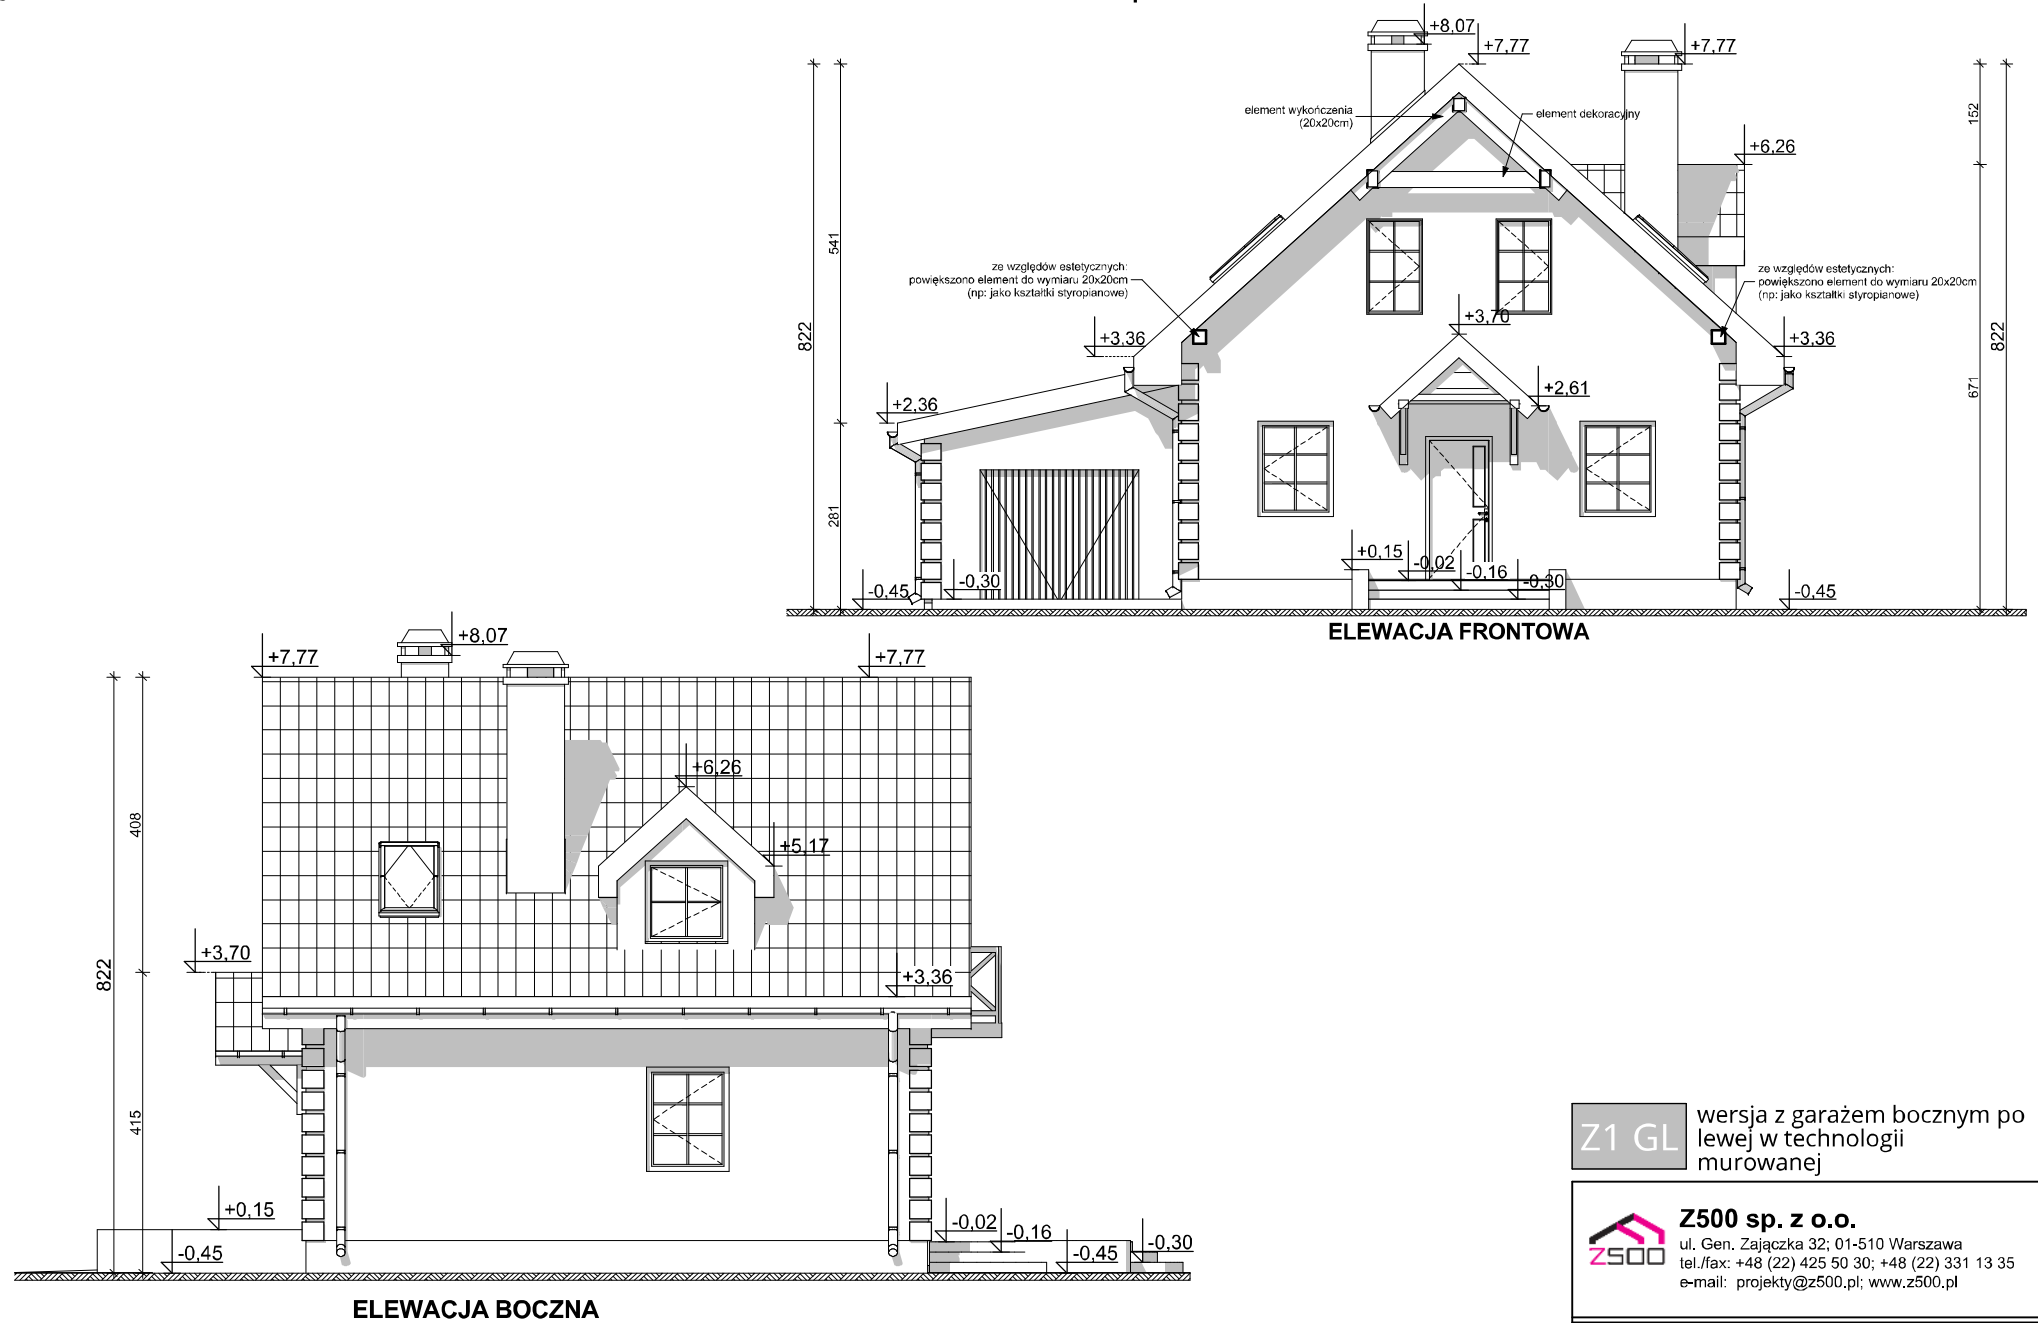 +8,07
+7,77
+7,77
element wykończenia
(20x20cm)
element dekoracyjny
152
+6,26
541
ze względów estetycznych:
powiększono element do wymiaru 20x20cm
(np: jako kształtki styropianowe)
ze względów estetycznych:
powiększono element do wymiaru 20x20cm
(np: jako kształtki styropianowe)
822
+3,36
+3,70
+3,36
822
+2,36
+2,61
671
281
+0,15
-0,02
-0,16
-0,30
-0,45
-0,30
-0,45
ELEWACJA FRONTOWA
+8,07
+7,77
+7,77
+6,26
408
+5,17
822
+3,70
+3,36
415
+0,15
-0,45
-0,02
-0,16
-0,45
-0,30
ELEWACJA BOCZNA
Z1 GL
wersja z garażem bocznym po
lewej w technologii
murowanej
Z500
Z500 sp. z o.o.
ul. Gen. Zajączka 32; 01-510 Warszawa
tel./fax: +48 (22) 425 50 30; +48 (22) 331 13 35
e-mail: projekty@z500.pl; www.z500.pl